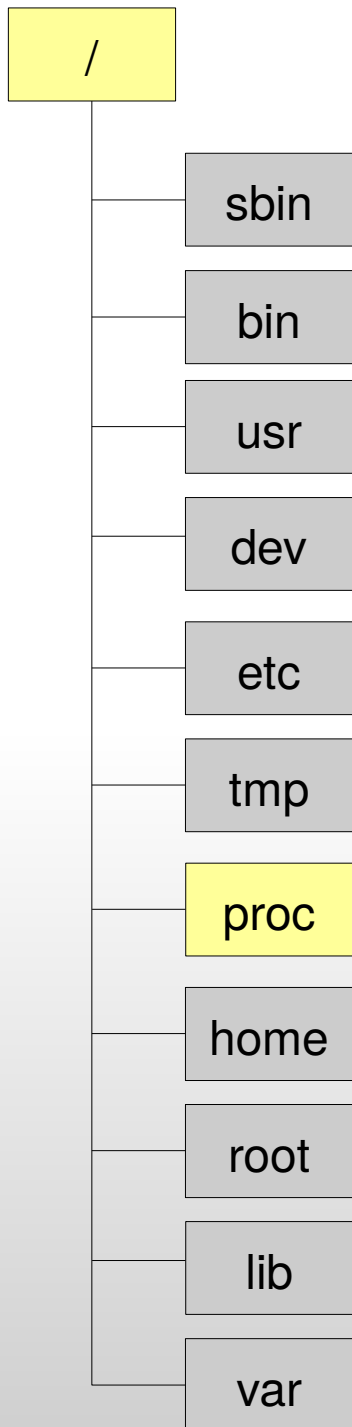 /
sbin
bin
usr
dev
etc
tmp
proc
home
root
lib
var